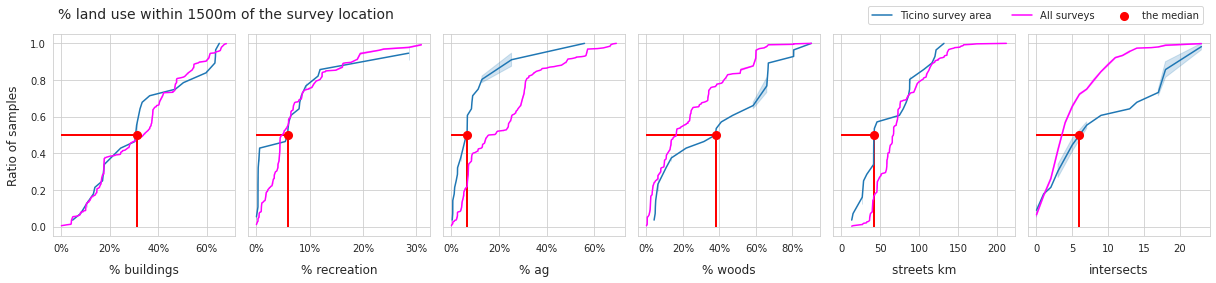 % land use within 1500m of the survey location
Ticino survey area All surveys the median
Ratio of samples
1.0
0.8
0.6
0.4
0.2
0.0
0% 20% 40% 60%
% buildings
0% 10% 20% 30%
% recreation
0% 20% 40% 60%
% ag
0% 20% 40% 60% 80%
% woods
0 50 100 150 200
streets km
0 5 10 15 20
intersects